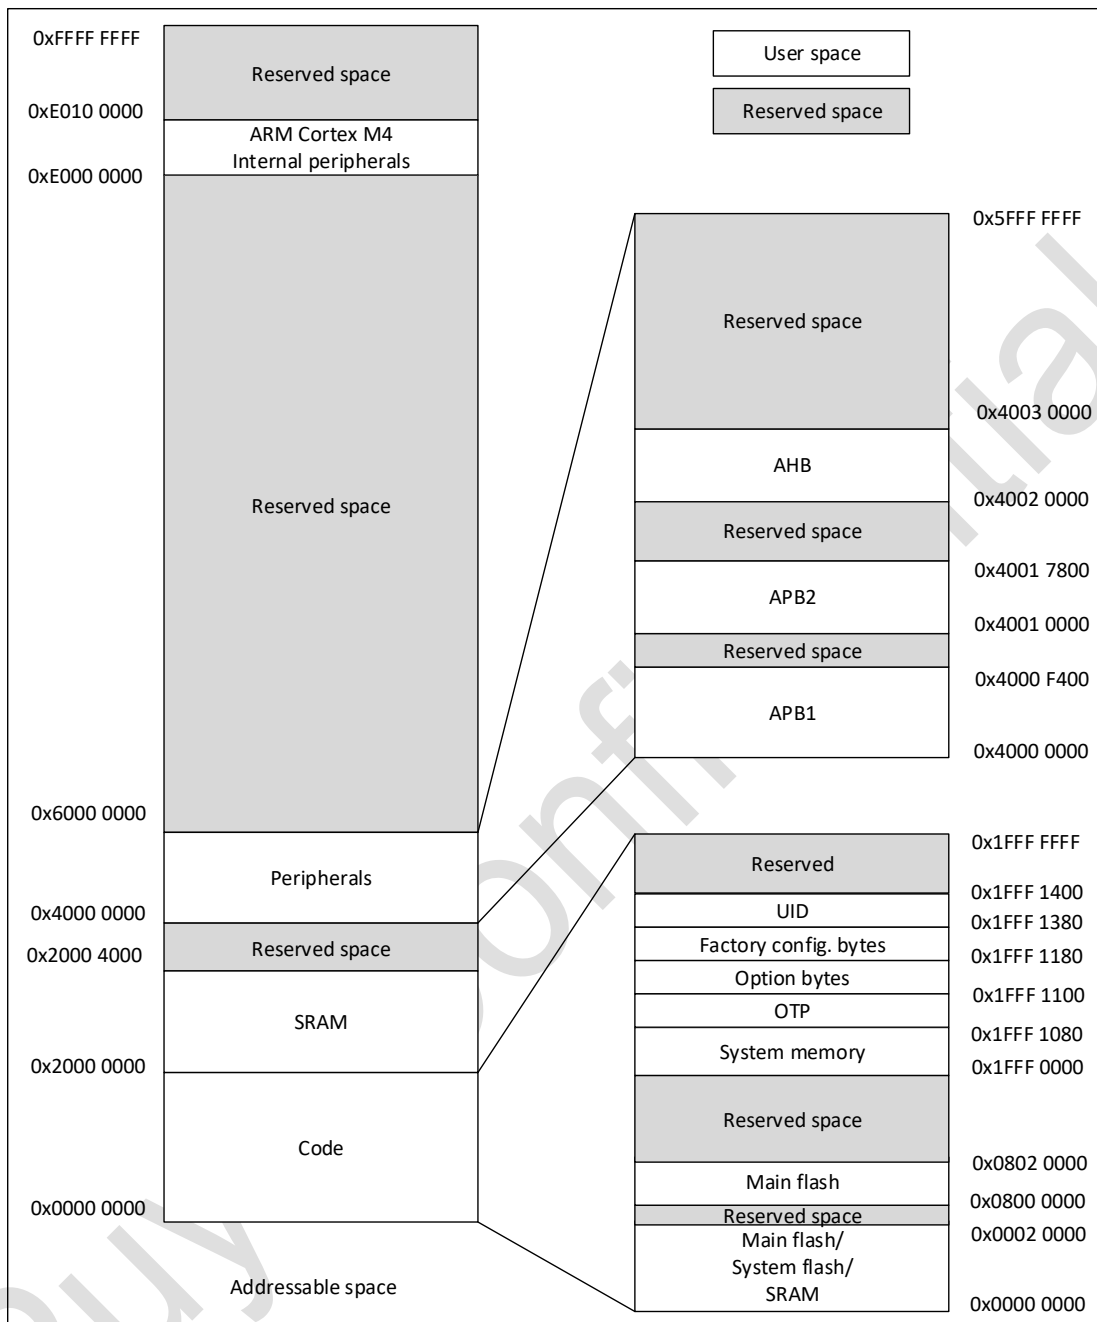 0xFFFF FFFF
Reserved space
0xE010 0000
ARM Cortex M4
Internal peripherals
0xE000 0000
Reserved space
0x6000 0000
Peripherals
0x4000 0000
Reserved space
0x2000 4000
SRAM
0x2000 0000
Code
0x0000 0000
Addressable space
User space
Reserved space
0x5FFF FFFF
Reserved space
0x4003 0000
AHB
0x4002 0000
Reserved space
0x4001 7800
APB2
0x4001 0000
Reserved space
0x4000 F400
APB1
0x4000 0000
0x1FFF FFFF
Reserved
0x1FFF 1400
UID
0x1FFF 1380
Factory config. bytes
0x1FFF 1180
Option bytes
0x1FFF 1100
OTP
0x1FFF 1080
System memory
0x1FFF 0000
Reserved space
0x0802 0000
Main flash
0x0800 0000
Reserved space
0x0002 0000
Main flash/
System flash/
SRAM
0x0000 0000